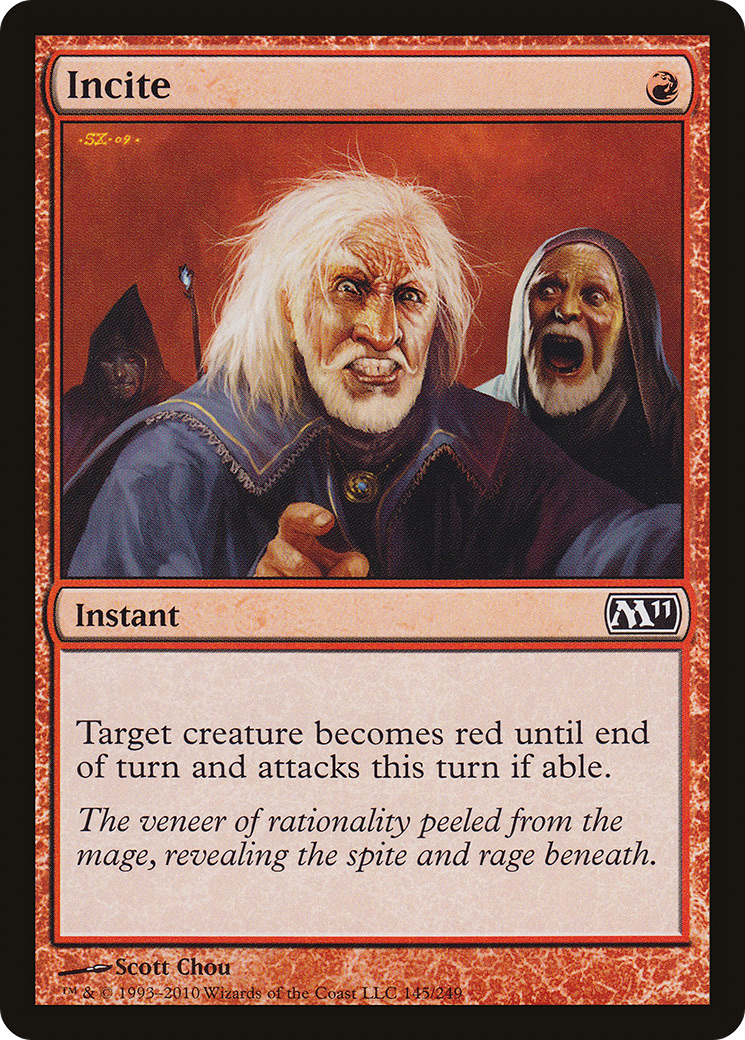 Incite
·SZ·09·
Instant
M11
Target creature becomes red until end
of turn and attacks this turn if able.
The veneer of rationality peeled from the
mage, revealing the spite and rage beneath.
Scott Chou
™ & © 1993–2010 Wizards of the Coast LLC 145/249